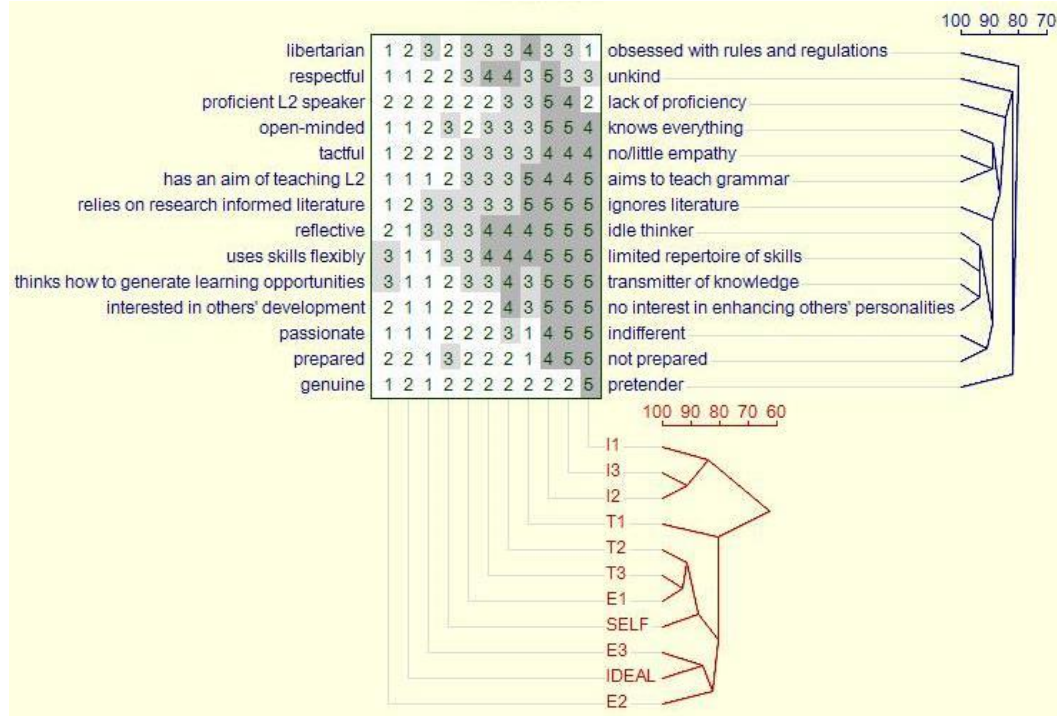 100 90 80 70
libertarian 1 2 3 2 3 3 3 4 3 3 1 obsessed with rules and regulations
respectful 1 1 2 2 3 4 4 3 5 3 3 unkind
proficient L2 speaker 2 2 2 2 2 2 3 3 5 4 2 lack of proficiency
open-minded 1 1 2 3 2 3 3 3 5 5 4 knows everything
tactful 1 2 2 2 3 3 3 3 4 4 4 no/little empathy
has an aim of teaching L2 1 1 1 2 3 3 3 5 4 4 5 aims to teach grammar
relies on research informed literature 1 2 3 3 3 3 3 5 5 5 5 ignores literature
reflective 2 1 3 3 3 4 4 4 5 5 5 idle thinker
uses skills flexibly 3 1 1 3 3 4 4 4 5 5 5 limited repertoire of skills
thinks how to generate learning opportunities 3 1 1 2 3 3 4 3 5 5 5 transmitter of knowledge
interested in others' development 2 1 1 2 2 2 4 3 5 5 5 no interest in enhancing others' personalities
passionate 1 1 1 2 2 2 3 1 4 5 5 indifferent
prepared 2 2 1 3 2 2 2 1 4 5 5 not prepared
genuine 1 2 1 2 2 2 2 2 2 2 5 pretender
100 90 80 70 60
I1
I3
I2
T1
T2
T3
E1
SELF
E3
IDEAL
E2